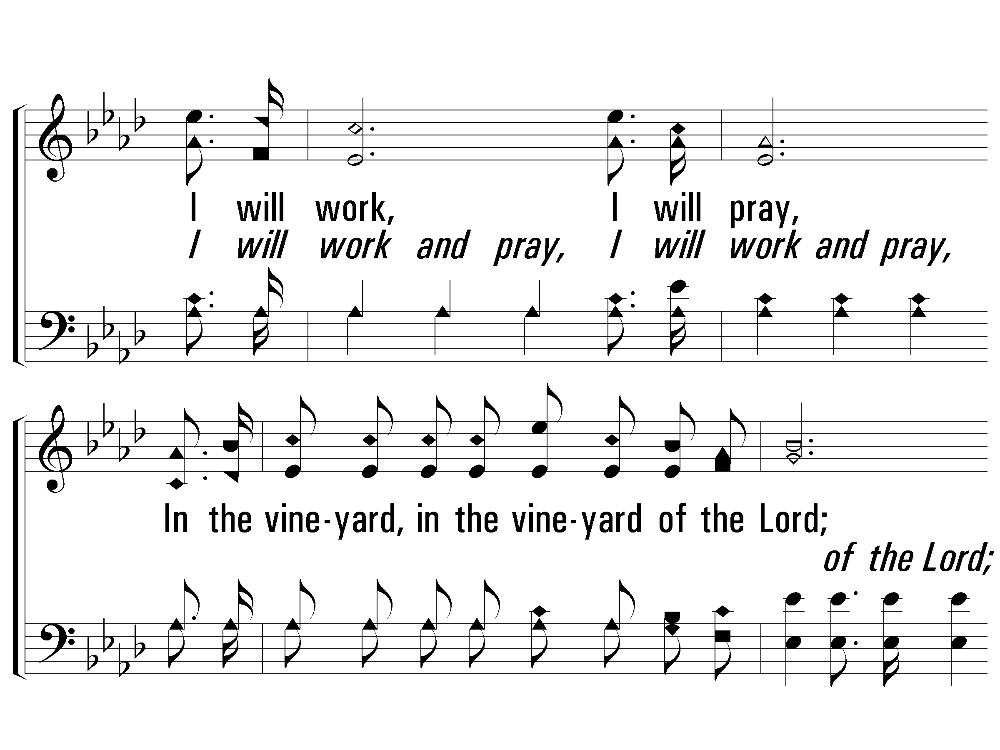 I will work, I will pray,
I will work and pray, I will work and pray,
In the vine-yard, in the vine-yard of the Lord;
of the Lord;